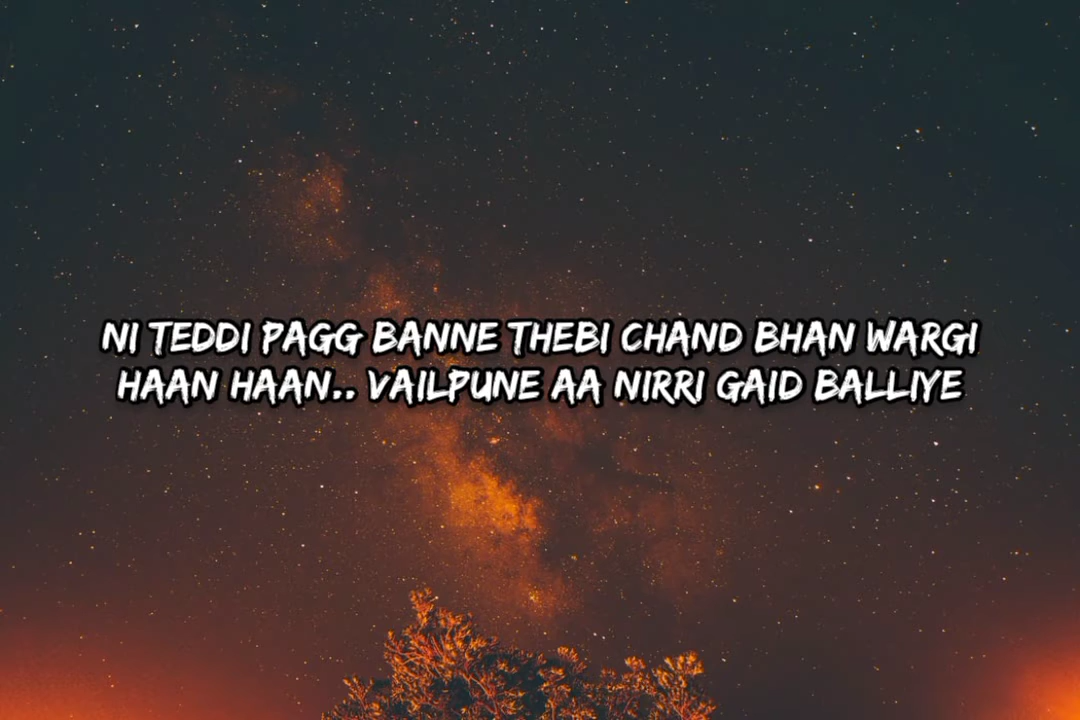 NI TEDDI PAGG BANNE THEBI CHAND BHAN WARGI
HAAN HAAN.. VAILPUNE AA NIRRI GAID BALLIYE